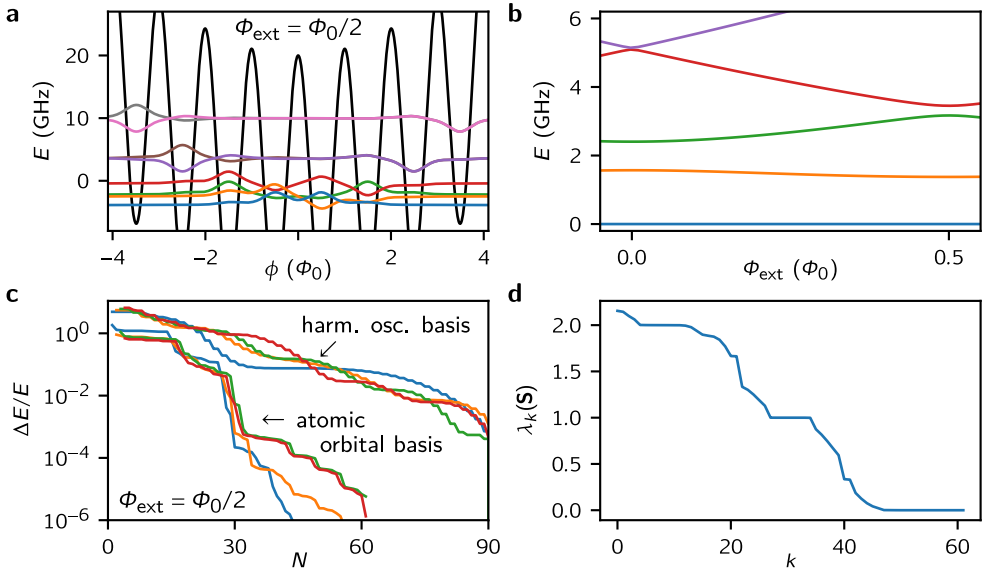 a
Φext = Φ0/2
20
10
0
E (GHz)
−4
−2
0
2
4
ϕ (Φ0)
b
6
4
2
0
E (GHz)
0.0
0.5
Φext (Φ0)
c
10^0
10^−2
10^−4
10^−6
ΔE/E
harm. osc. basis
← atomic
orbital basis
Φext = Φ0/2
0
30
60
90
N
d
2.0
1.5
1.0
0.5
0.0
λk(S)
0
20
40
60
k